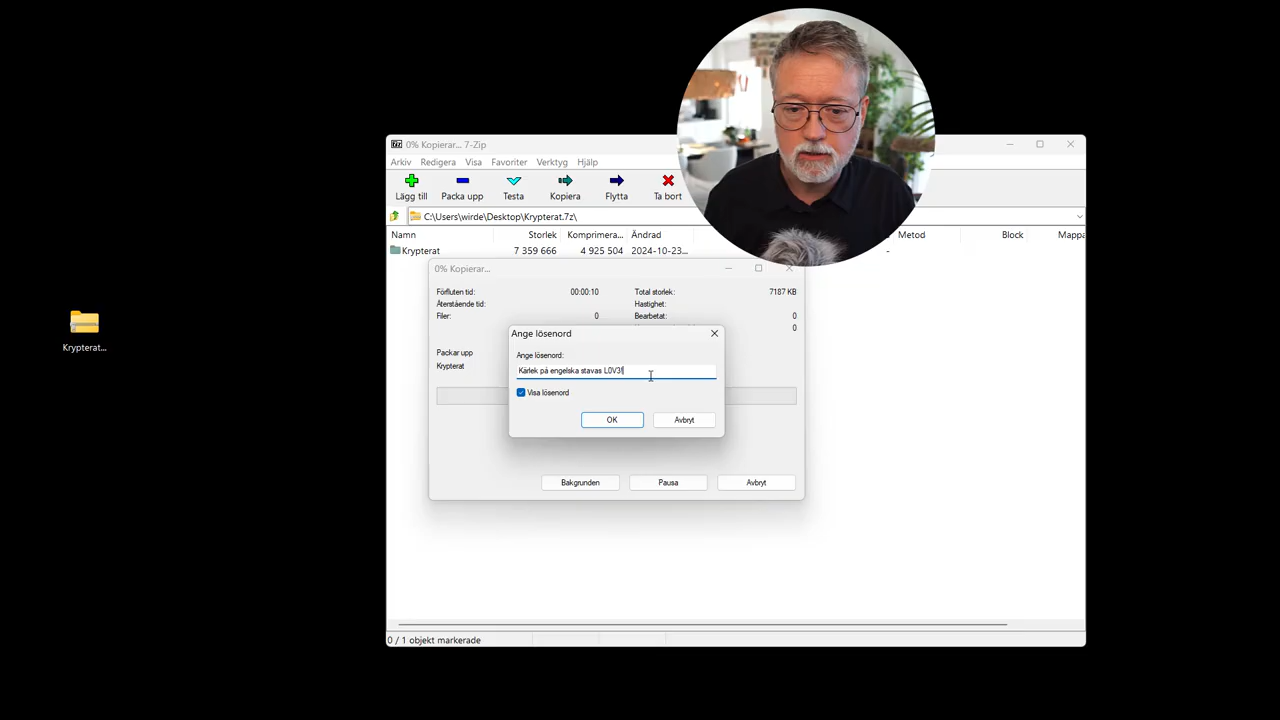 0% Kopierar... 7-Zip
Arkiv Redigera Visa Favoriter Verktyg Hjälp
Lägg till Packa upp Testa Kopiera Flytta Ta bort
C:\Users\wirde\Desktop\Krypterat.7z\
Namn Storlek Komprimera... Ändrad Metod Block Mappa
Krypterat 7 359 666 4 925 504 2024-10-23... -
0% Kopierar...
Förfluten tid: 00:00:10 Total storlek: 7187 KB
Återstående tid: Hastighet:
Filer: 0 Bearbetat: 0
0
Packar upp
Krypterat
Ange lösenord
Ange lösenord:
Kärlek på engelska stavas L0V3!
Visa lösenord
OK Avbryt
Bakgrunden Pausa Avbryt
Krypterat...
0 / 1 objekt markerade